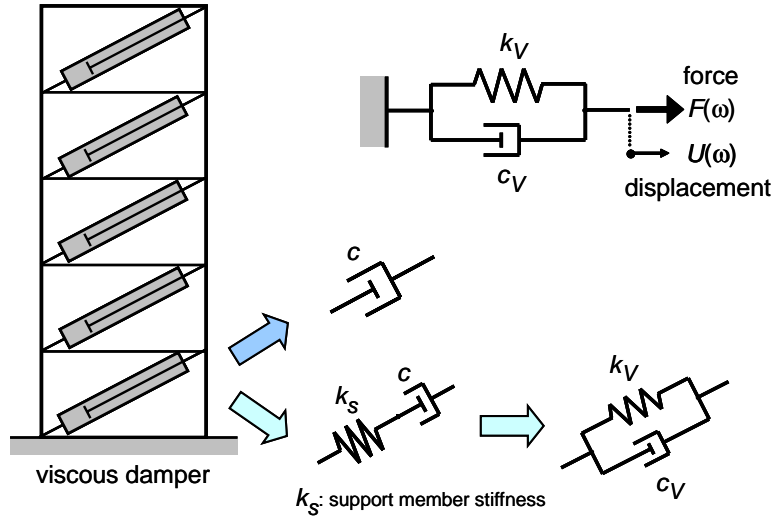 k_V
force
F(ω)
U(ω)
c_V
displacement
c
c
k_s
k_V
viscous damper
c_V
k_s: support member stiffness